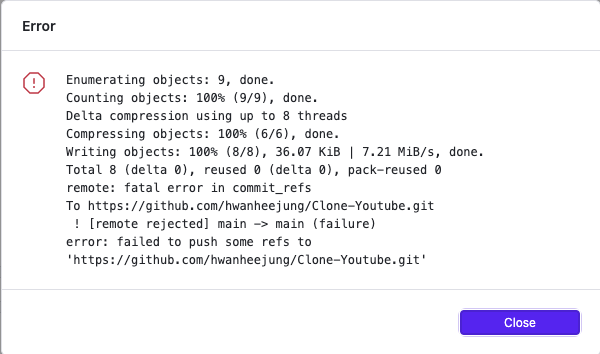 Error
Enumerating objects: 9, done.
Counting objects: 100% (9/9), done.
Delta compression using up to 8 threads
Compressing objects: 100% (6/6), done.
Writing objects: 100% (8/8), 36.07 KiB | 7.21 MiB/s, done.
Total 8 (delta 0), reused 0 (delta 0), pack-reused 0
remote: fatal error in commit_refs
To https://github.com/hwanheejung/Clone-Youtube.git
 ! [remote rejected] main -> main (failure)
error: failed to push some refs to
'https://github.com/hwanheejung/Clone-Youtube.git'
Close